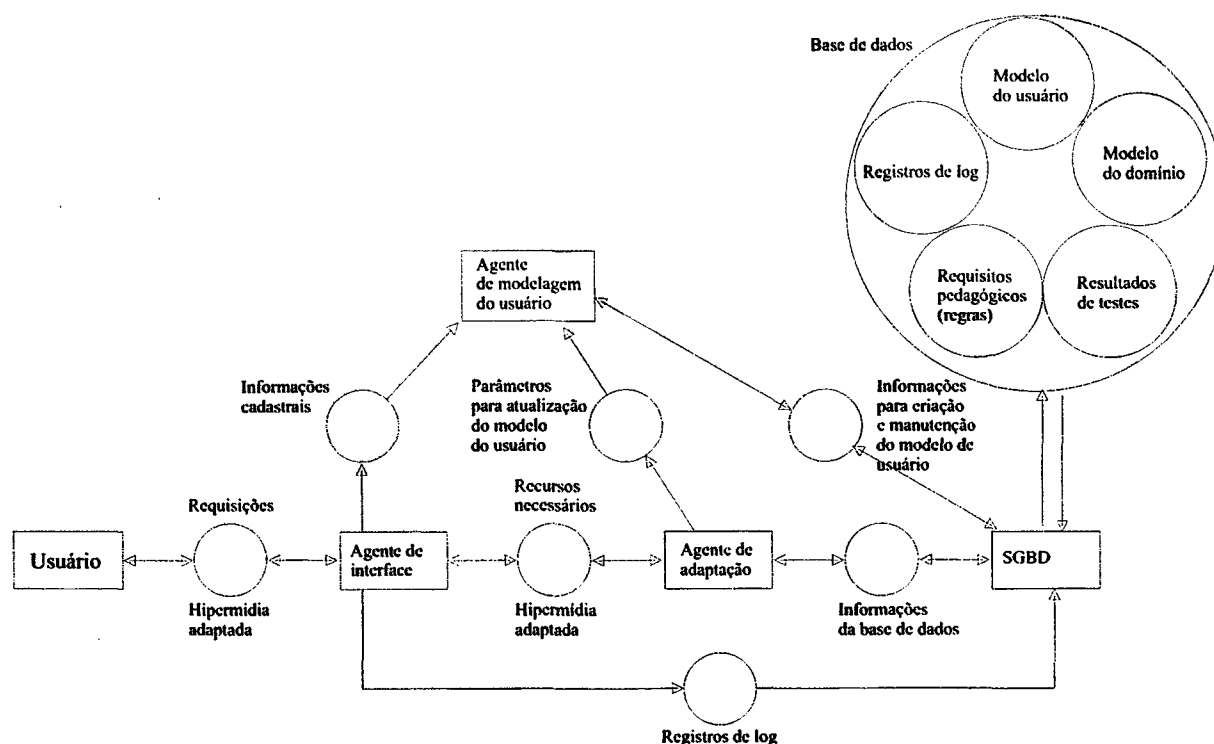 Base de dados
Modelo
do usuário
Modelo
do domínio
Registros de log
Requisitos
pedagógicos
(regras)
Resultados
de testes
Agente
de modelagem
do usuário
Informações
cadastrais
Parâmetros
para atualização
do modelo
do usuário
Informações
para criação
e manutenção
do modelo de
usuário
Requisições
Recursos
necessários
Usuário
Agente de
interface
Agente de
adaptação
SGBD
Hipermidia
adaptada
Hipermídia
adaptada
Informações
da base de dados
Registros de log